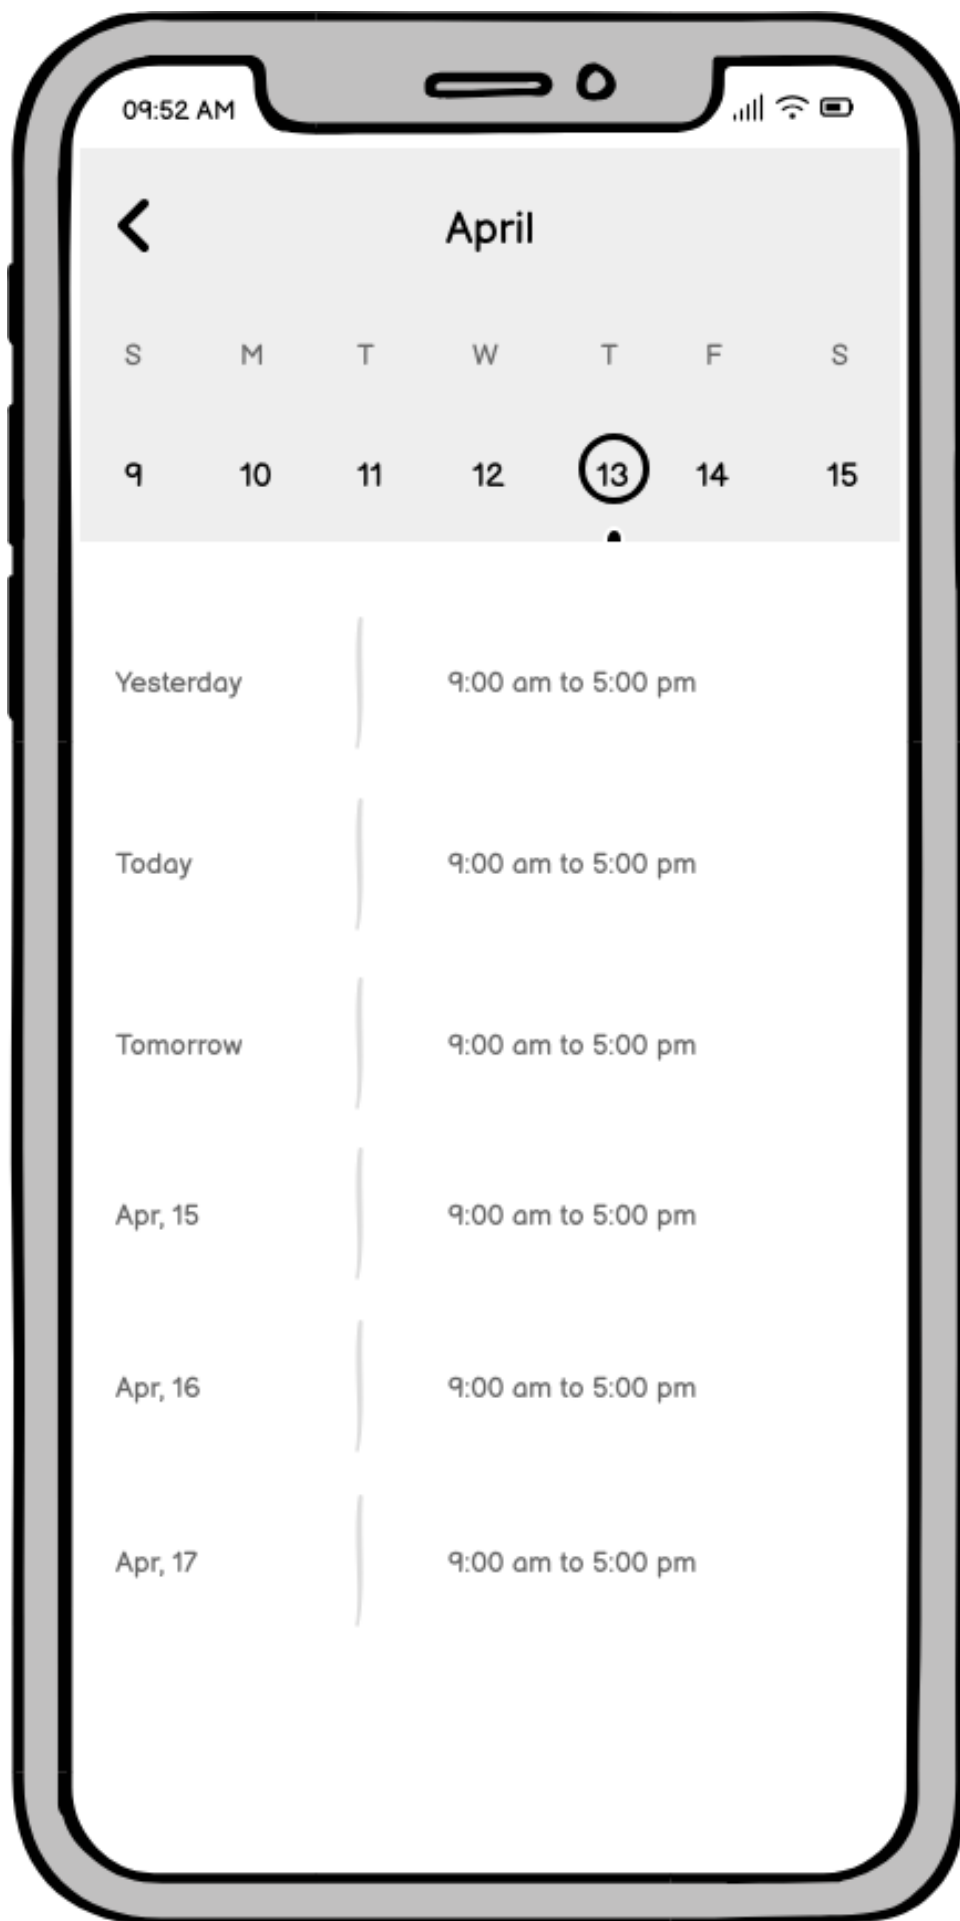 09:52 AM
April
S M T W T F S
9 10 11 12 13 14 15
Yesterday 9:00 am to 5:00 pm
Today 9:00 am to 5:00 pm
Tomorrow 9:00 am to 5:00 pm
Apr, 15 9:00 am to 5:00 pm
Apr, 16 9:00 am to 5:00 pm
Apr, 17 9:00 am to 5:00 pm